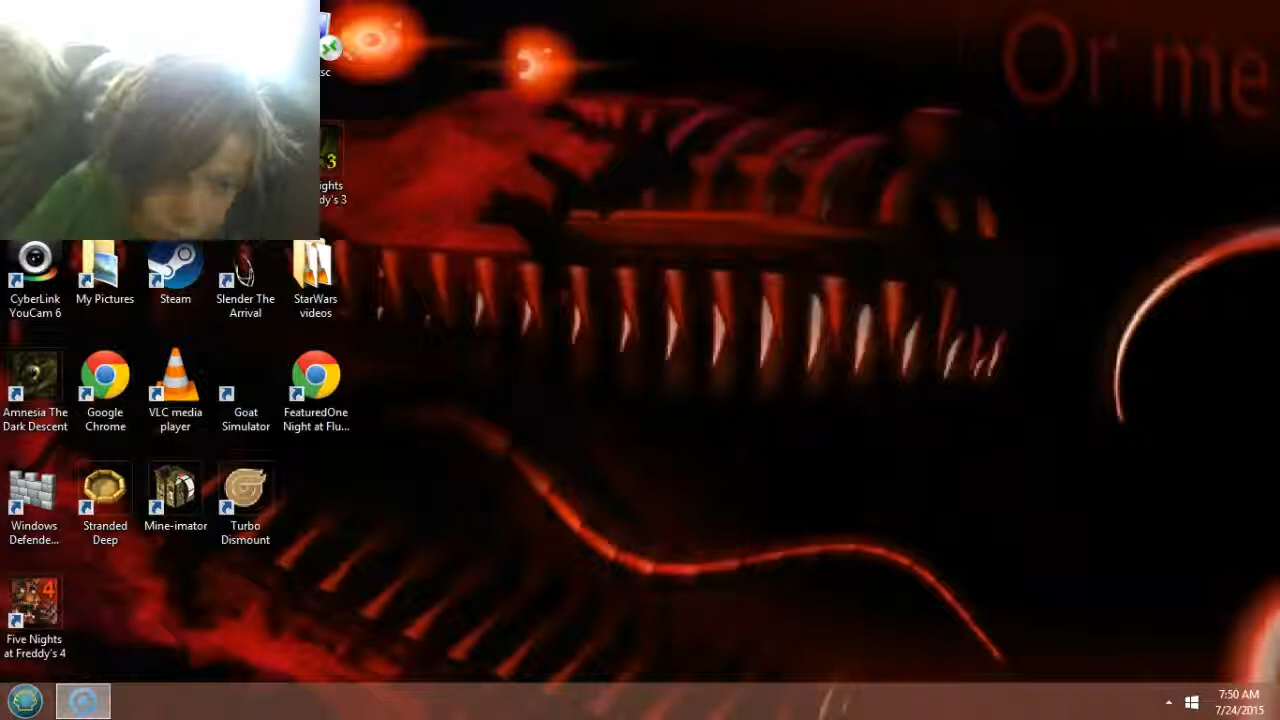 Or me
sc
3
ights
dy's 3
CyberLink
YouCam 6
My Pictures
Steam
Slender The
Arrival
StarWars
videos
Amnesia The
Dark Descent
Google
Chrome
VLC media
player
Goat
Simulator
FeaturedOne
Night at Flu...
Windows
Defende...
Stranded
Deep
Mine-imator
Turbo
Dismount
4
Five Nights
at Freddy's 4
7:50 AM
7/24/2015